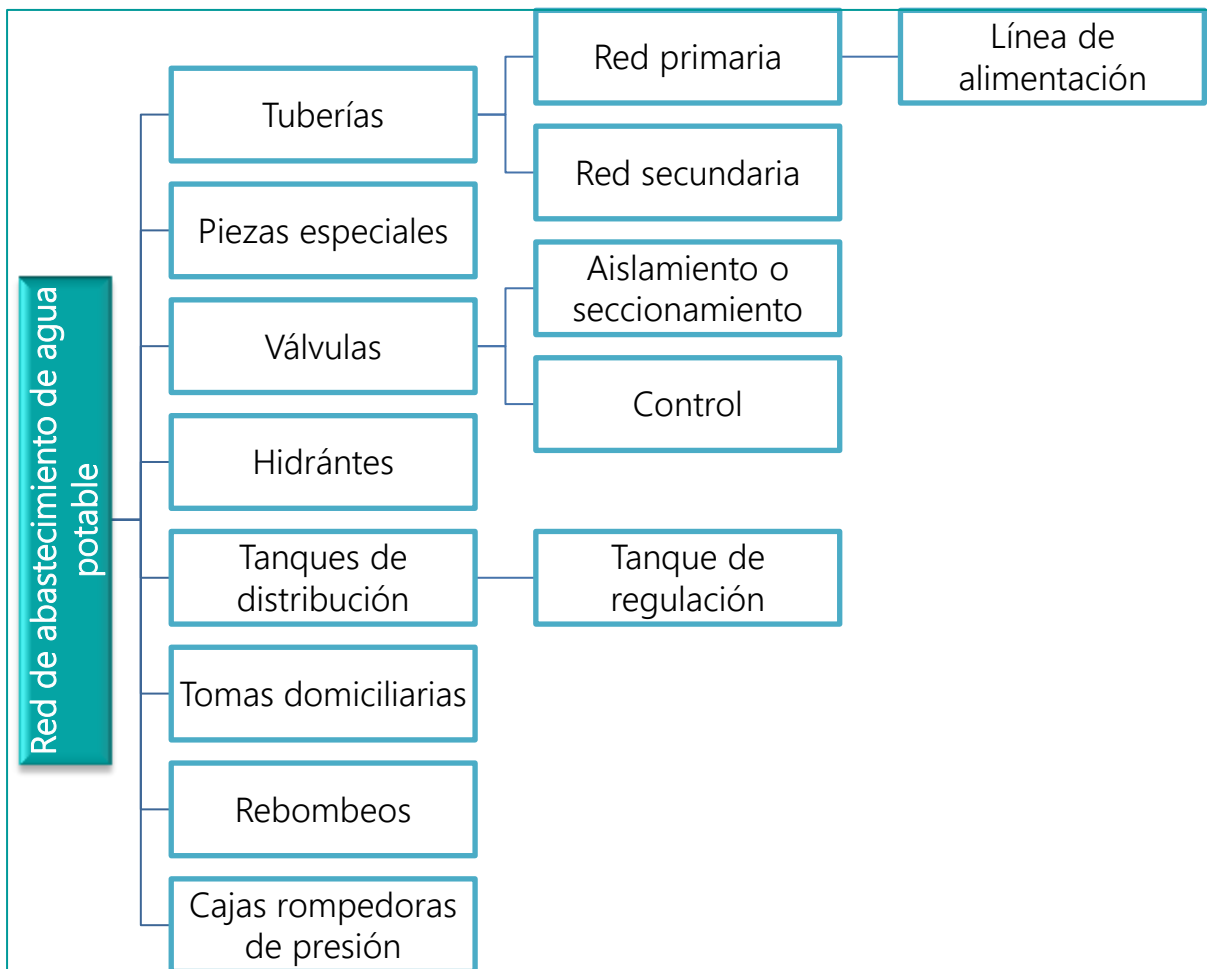 Red de abastecimiento de agua
potable
Tuberías
Red primaria
Línea de
alimentación
Red secundaria
Piezas especiales
Válvulas
Aislamiento o
seccionamiento
Control
Hidrántes
Tanques de
distribución
Tanque de
regulación
Tomas domiciliarias
Rebombeos
Cajas rompedoras
de presión